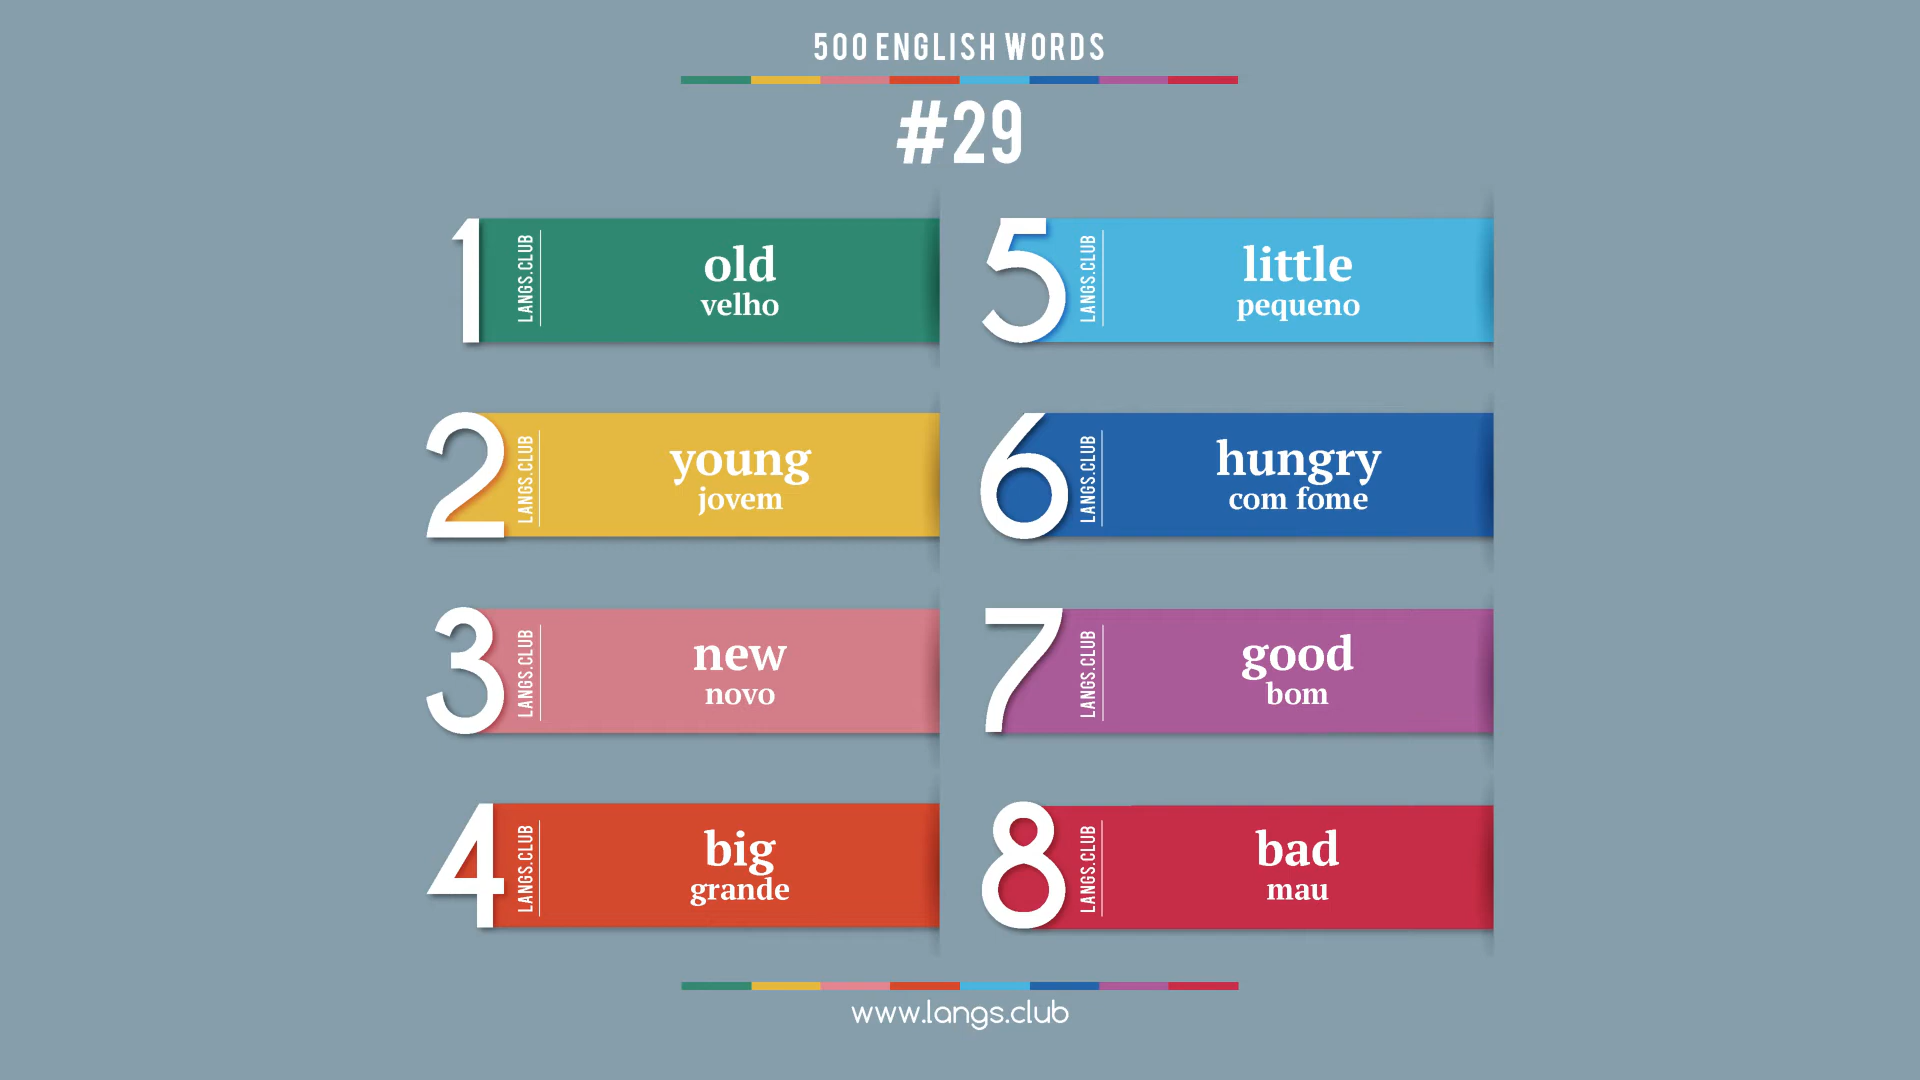 500 ENGLISH WORDS
#29
1
LANGS.CLUB
old
velho
2
LANGS.CLUB
young
jovem
3
LANGS.CLUB
new
novo
4
LANGS.CLUB
big
grande
5
LANGS.CLUB
little
pequeno
6
LANGS.CLUB
hungry
com fome
7
LANGS.CLUB
good
bom
8
LANGS.CLUB
bad
mau
www.langs.club